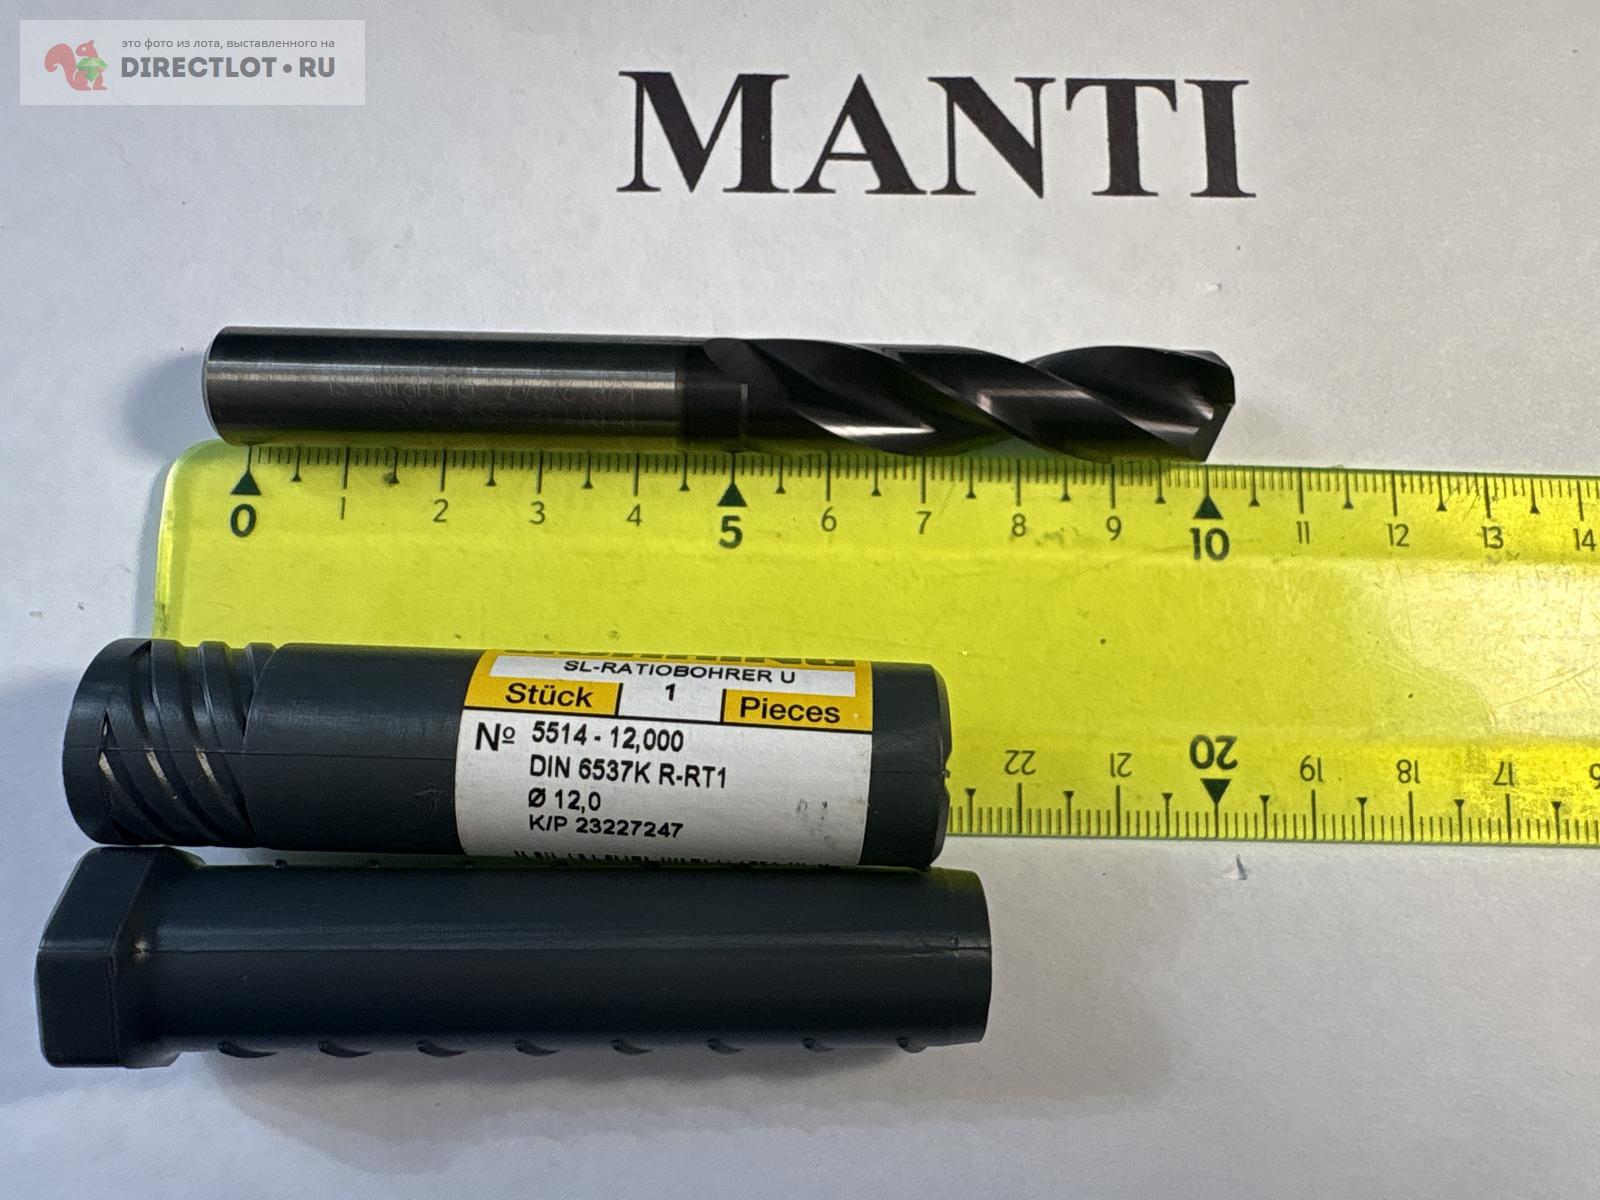 это фото из лота, выставленного на
DIRECTLOT.RU
MANTI
0 1 2 3 4 5 6 7 8 9 10 11 12 13 14
SL-RATIOBOHRER U
Stück 1 Pieces
№ 5514 - 12,000
DIN 6537K R-RT1
Ø 12,0
K/P 23227247
22 21 20 19 18 17